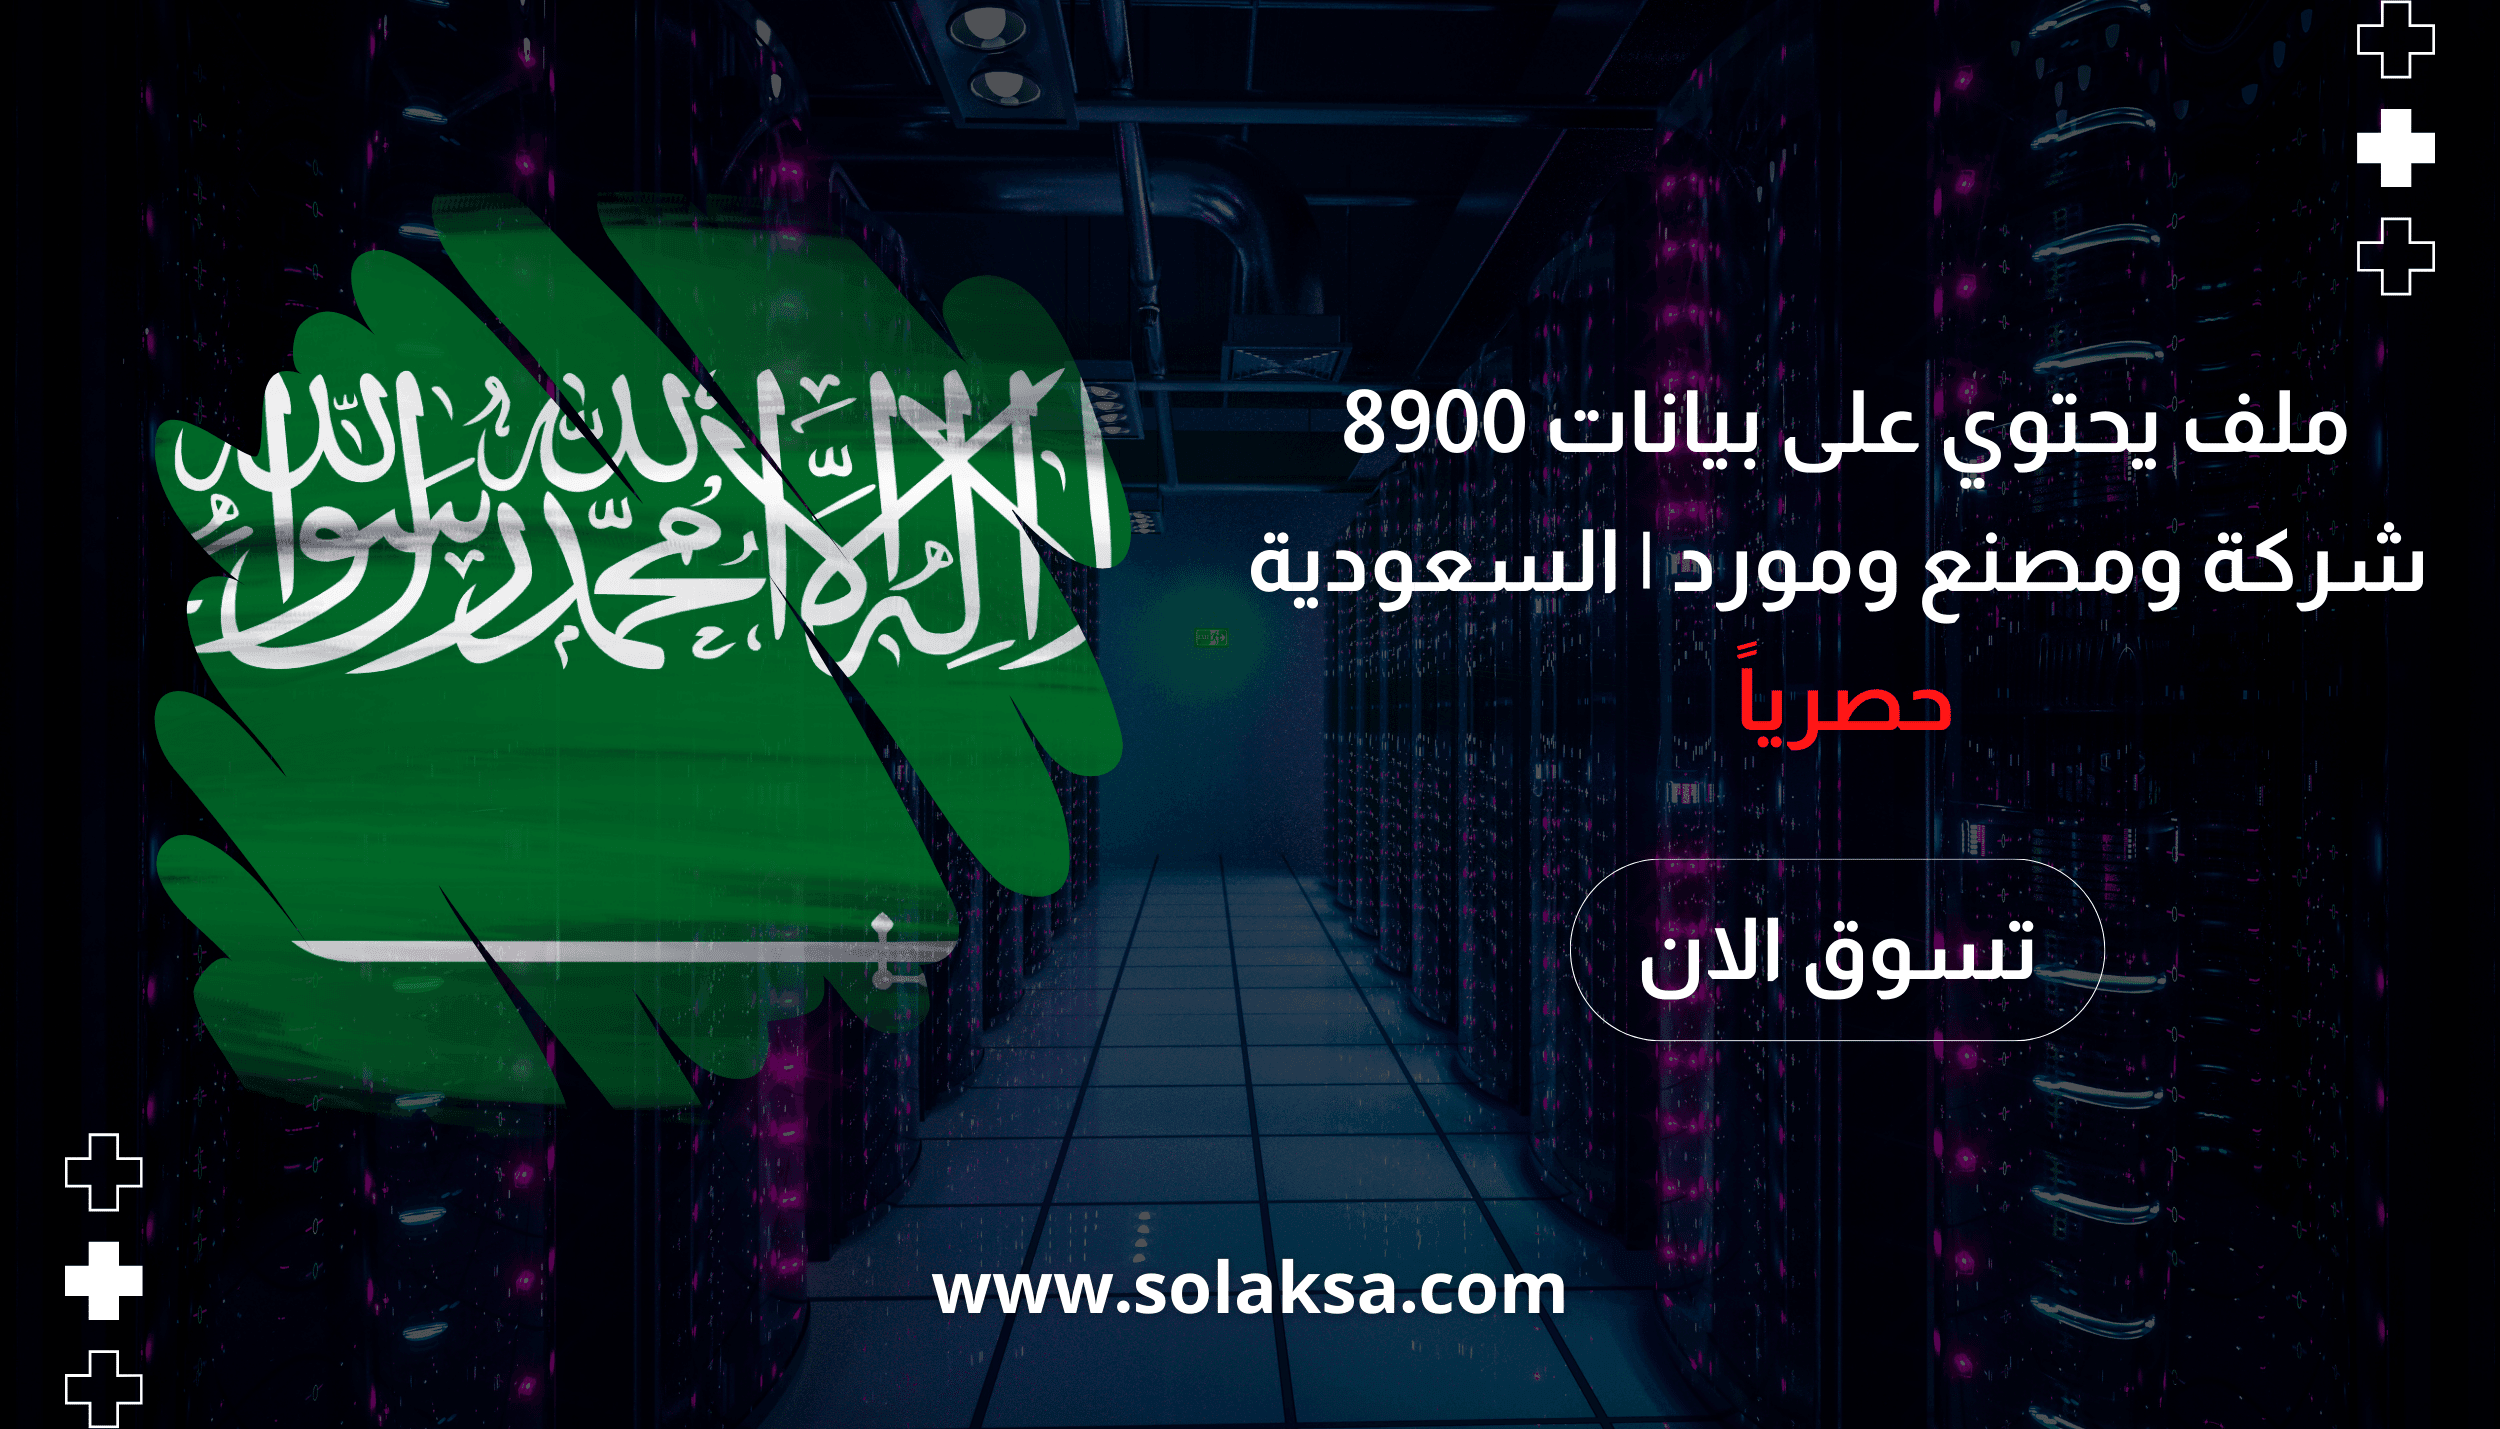 لا إله إلا الله محمد رسول الله
ملف يحتوي على بيانات 8900
شركة ومصنع ومورد | السعودية
حصرياً
تسوق الان
www.solaksa.com